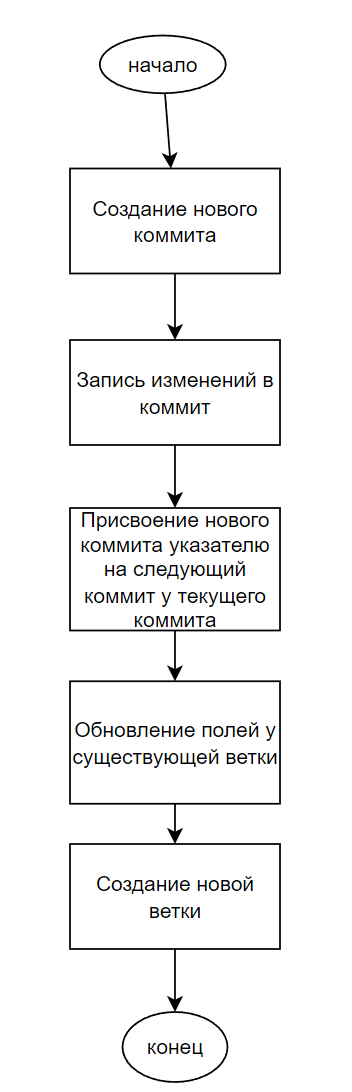 начало
Создание нового
коммита
Запись изменений в
коммит
Присвоение нового
коммита указателю
на следующий
коммит у текущего
коммита
Обновление полей у
существующей ветки
Создание новой
ветки
конец